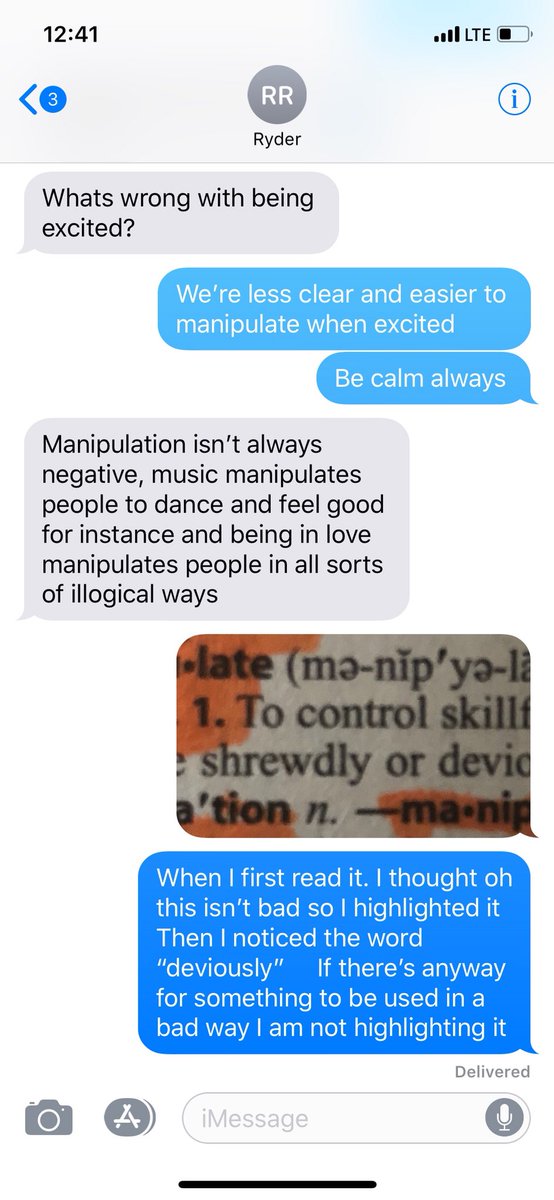 12:41
LTE
3
RR
Ryder
Whats wrong with being
excited?
We’re less clear and easier to
manipulate when excited
Be calm always
Manipulation isn’t always
negative, music manipulates
people to dance and feel good
for instance and being in love
manipulates people in all sorts
of illogical ways
•late (mə-nĭp′yə-lā
1. To control skillf
e shrewdly or devio
a′tion n. —ma•nip
When I first read it. I thought oh
this isn’t bad so I highlighted it
Then I noticed the word
“deviously”     If there’s anyway
for something to be used in a
bad way I am not highlighting it
Delivered
iMessage